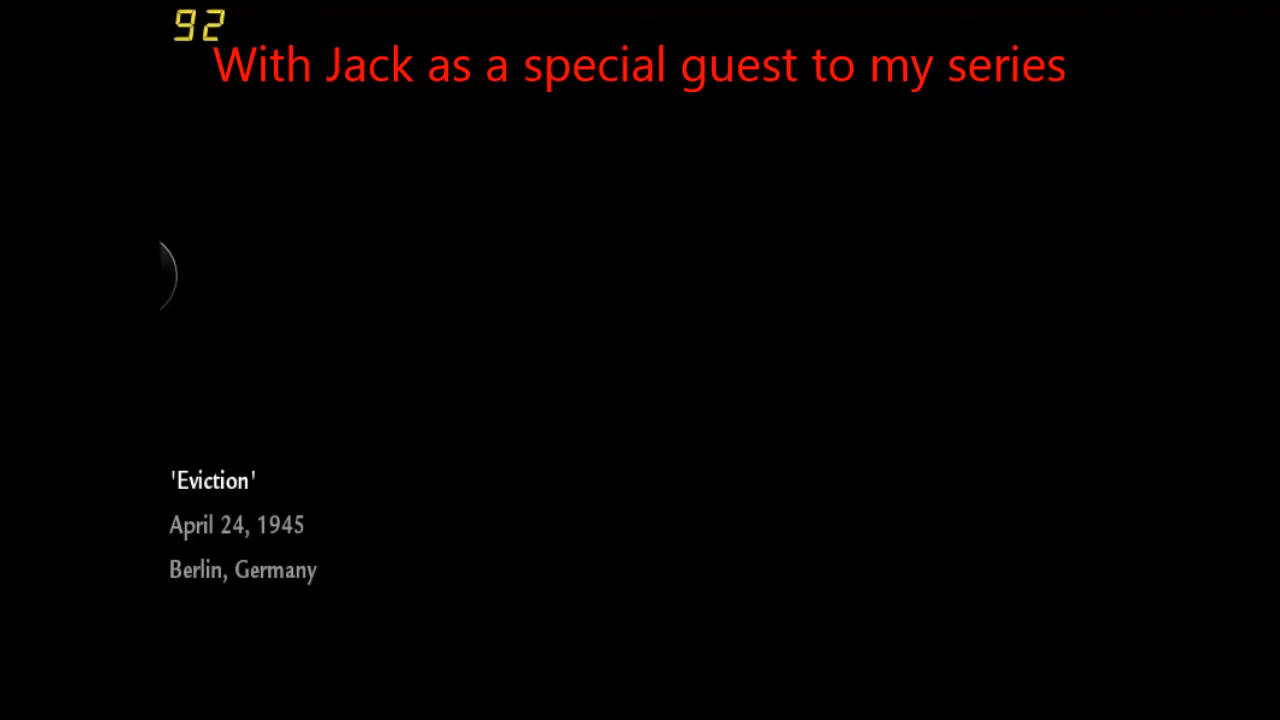 92
With Jack as a special guest to my series
'Eviction'
April 24, 1945
Berlin, Germany